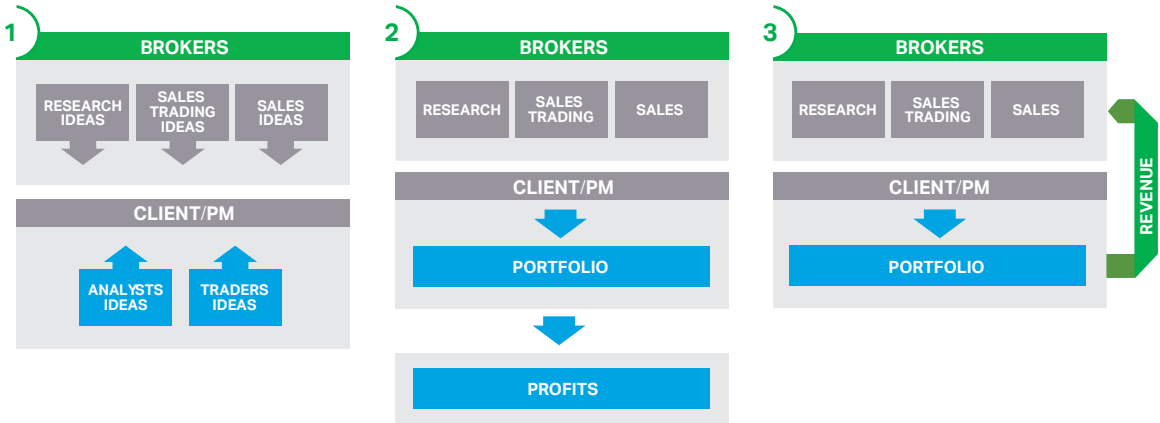 1
BROKERS
RESEARCH
IDEAS
SALES
TRADING
IDEAS
SALES
IDEAS
CLIENT/PM
ANALYSTS
IDEAS
TRADERS
IDEAS
2
BROKERS
RESEARCH
SALES
TRADING
SALES
CLIENT/PM
PORTFOLIO
PROFITS
3
BROKERS
RESEARCH
SALES
TRADING
SALES
CLIENT/PM
PORTFOLIO
REVENUE